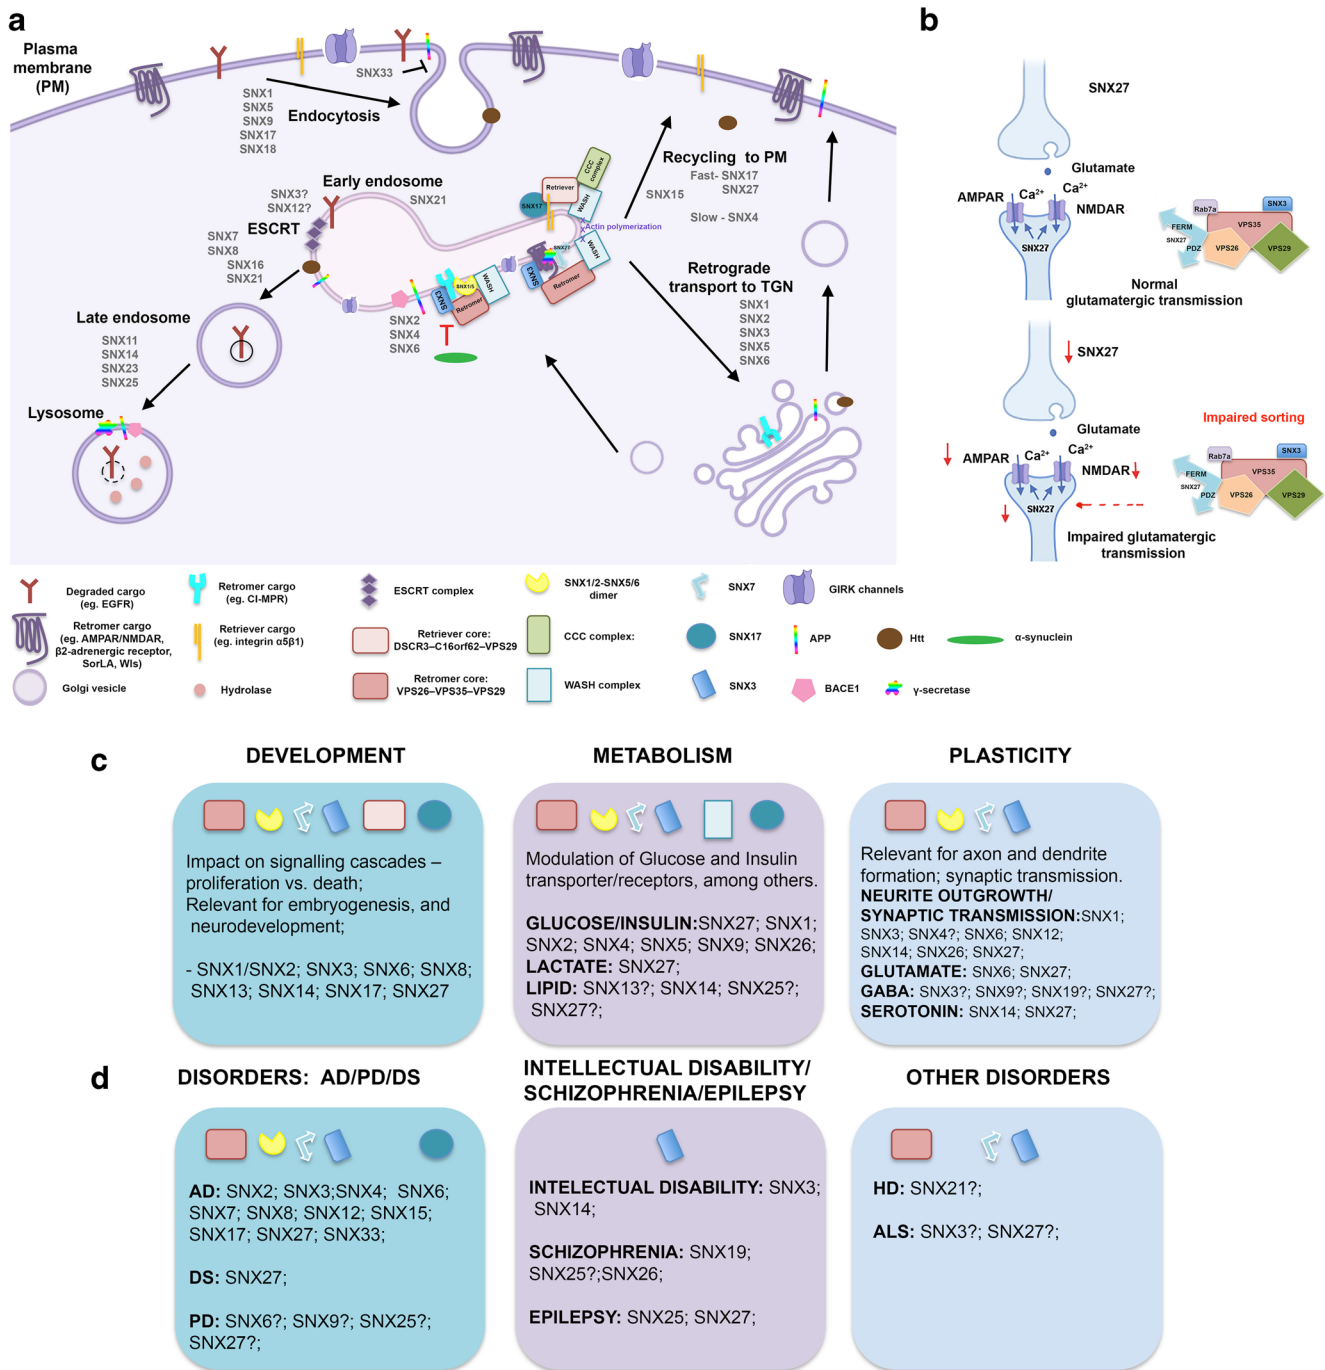 a
Plasma
membrane
(PM)
SNX33
SNX1
SNX5
SNX9
SNX17
SNX18
Endocytosis
Early endosome
SNX21
SNX3?
SNX12?
ESCRT
SNX7
SNX8
SNX16
SNX21
Late endosome
SNX11
SNX14
SNX23
SNX25
Lysosome
SNX2
SNX4
SNX6
SNX3
SNX1/5
Retromer
WASH
SNX17
Retriever
CCC
complex
WASH
Actin polymerization
SNX27
SNX3
Retromer
WASH
Recycling to PM
Fast- SNX17
SNX27
SNX15
Slow - SNX4
Retrograde
transport to TGN
SNX1
SNX2
SNX3
SNX5
SNX6
b
SNX27
Glutamate
AMPAR
Ca2+
Ca2+
NMDAR
SNX27
Normal
glutamatergic transmission
Rab7a
SNX3
FERM
VPS35
SNX27
PDZ
VPS26
VPS29
SNX27
Glutamate
AMPAR
Ca2+
Ca2+
NMDAR
SNX27
Impaired glutamatergic
transmission
Impaired sorting
Rab7a
SNX3
FERM
VPS35
SNX27
PDZ
VPS26
VPS29
Degraded cargo
(eg. EGFR)
Retromer cargo
(eg. CI-MPR)
ESCRT complex
SNX1/2-SNX5/6
dimer
SNX7
GIRK channels
Retromer cargo
(eg. AMPAR/NMDAR,
β2-adrenergic receptor,
SorLA, Wls)
Retriever cargo
(eg. integrin α5β1)
Retriever core:
DSCR3–C16orf62–VPS29
CCC complex:
SNX17
APP
Htt
α-synuclein
Golgi vesicle
Hydrolase
Retromer core:
VPS26–VPS35–VPS29
WASH complex
SNX3
BACE1
γ-secretase
c
DEVELOPMENT
Impact on signalling cascades –
proliferation vs. death;
Relevant for embryogenesis, and
neurodevelopment;
- SNX1/SNX2; SNX3; SNX6; SNX8;
SNX13; SNX14; SNX17; SNX27
METABOLISM
Modulation of Glucose and Insulin
transporter/receptors, among others.
GLUCOSE/INSULIN:SNX27; SNX1;
SNX2; SNX4; SNX5; SNX9; SNX26;
LACTATE: SNX27;
LIPID: SNX13?; SNX14; SNX25?;
SNX27?;
PLASTICITY
Relevant for axon and dendrite
formation; synaptic transmission.
NEURITE OUTGROWTH/
SYNAPTIC TRANSMISSION:SNX1;
SNX3; SNX4?; SNX6; SNX12;
SNX14; SNX26; SNX27;
GLUTAMATE: SNX6; SNX27;
GABA: SNX3?; SNX9?; SNX19?; SNX27?;
SEROTONIN: SNX14; SNX27;
d
DISORDERS: AD/PD/DS
AD: SNX2; SNX3;SNX4; SNX6;
SNX7; SNX8; SNX12; SNX15;
SNX17; SNX27; SNX33;
DS: SNX27;
PD: SNX6?; SNX9?; SNX25?;
SNX27?;
INTELLECTUAL DISABILITY/
SCHIZOPHRENIA/EPILEPSY
INTELECTUAL DISABILITY: SNX3;
SNX14;
SCHIZOPHRENIA: SNX19;
SNX25?;SNX26;
EPILEPSY: SNX25; SNX27;
OTHER DISORDERS
HD: SNX21?;
ALS: SNX3?; SNX27?;